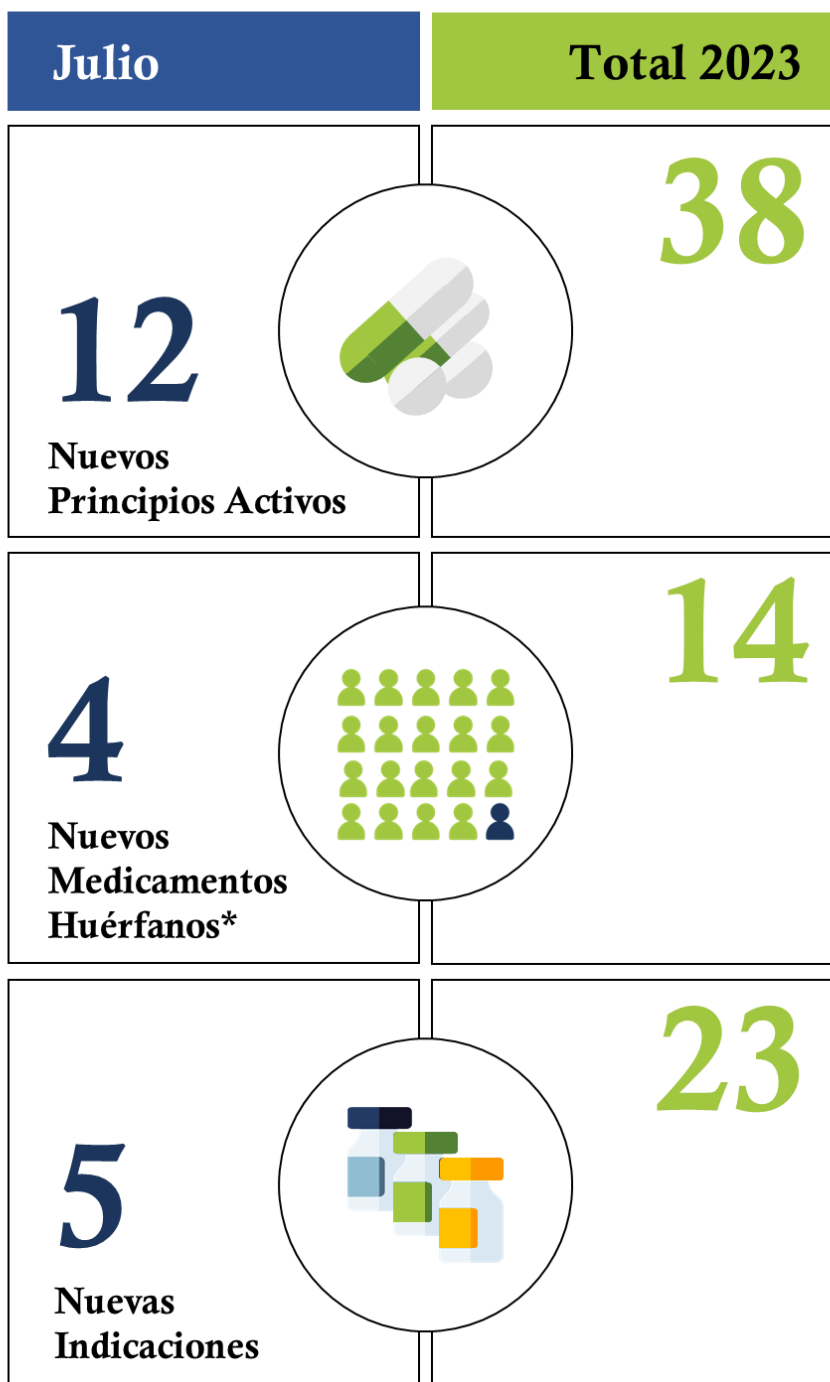 Julio
Total 2023
38
12
Nuevos
Principios Activos
14
4
Nuevos
Medicamentos
Huérfanos*
23
5
Nuevas
Indicaciones